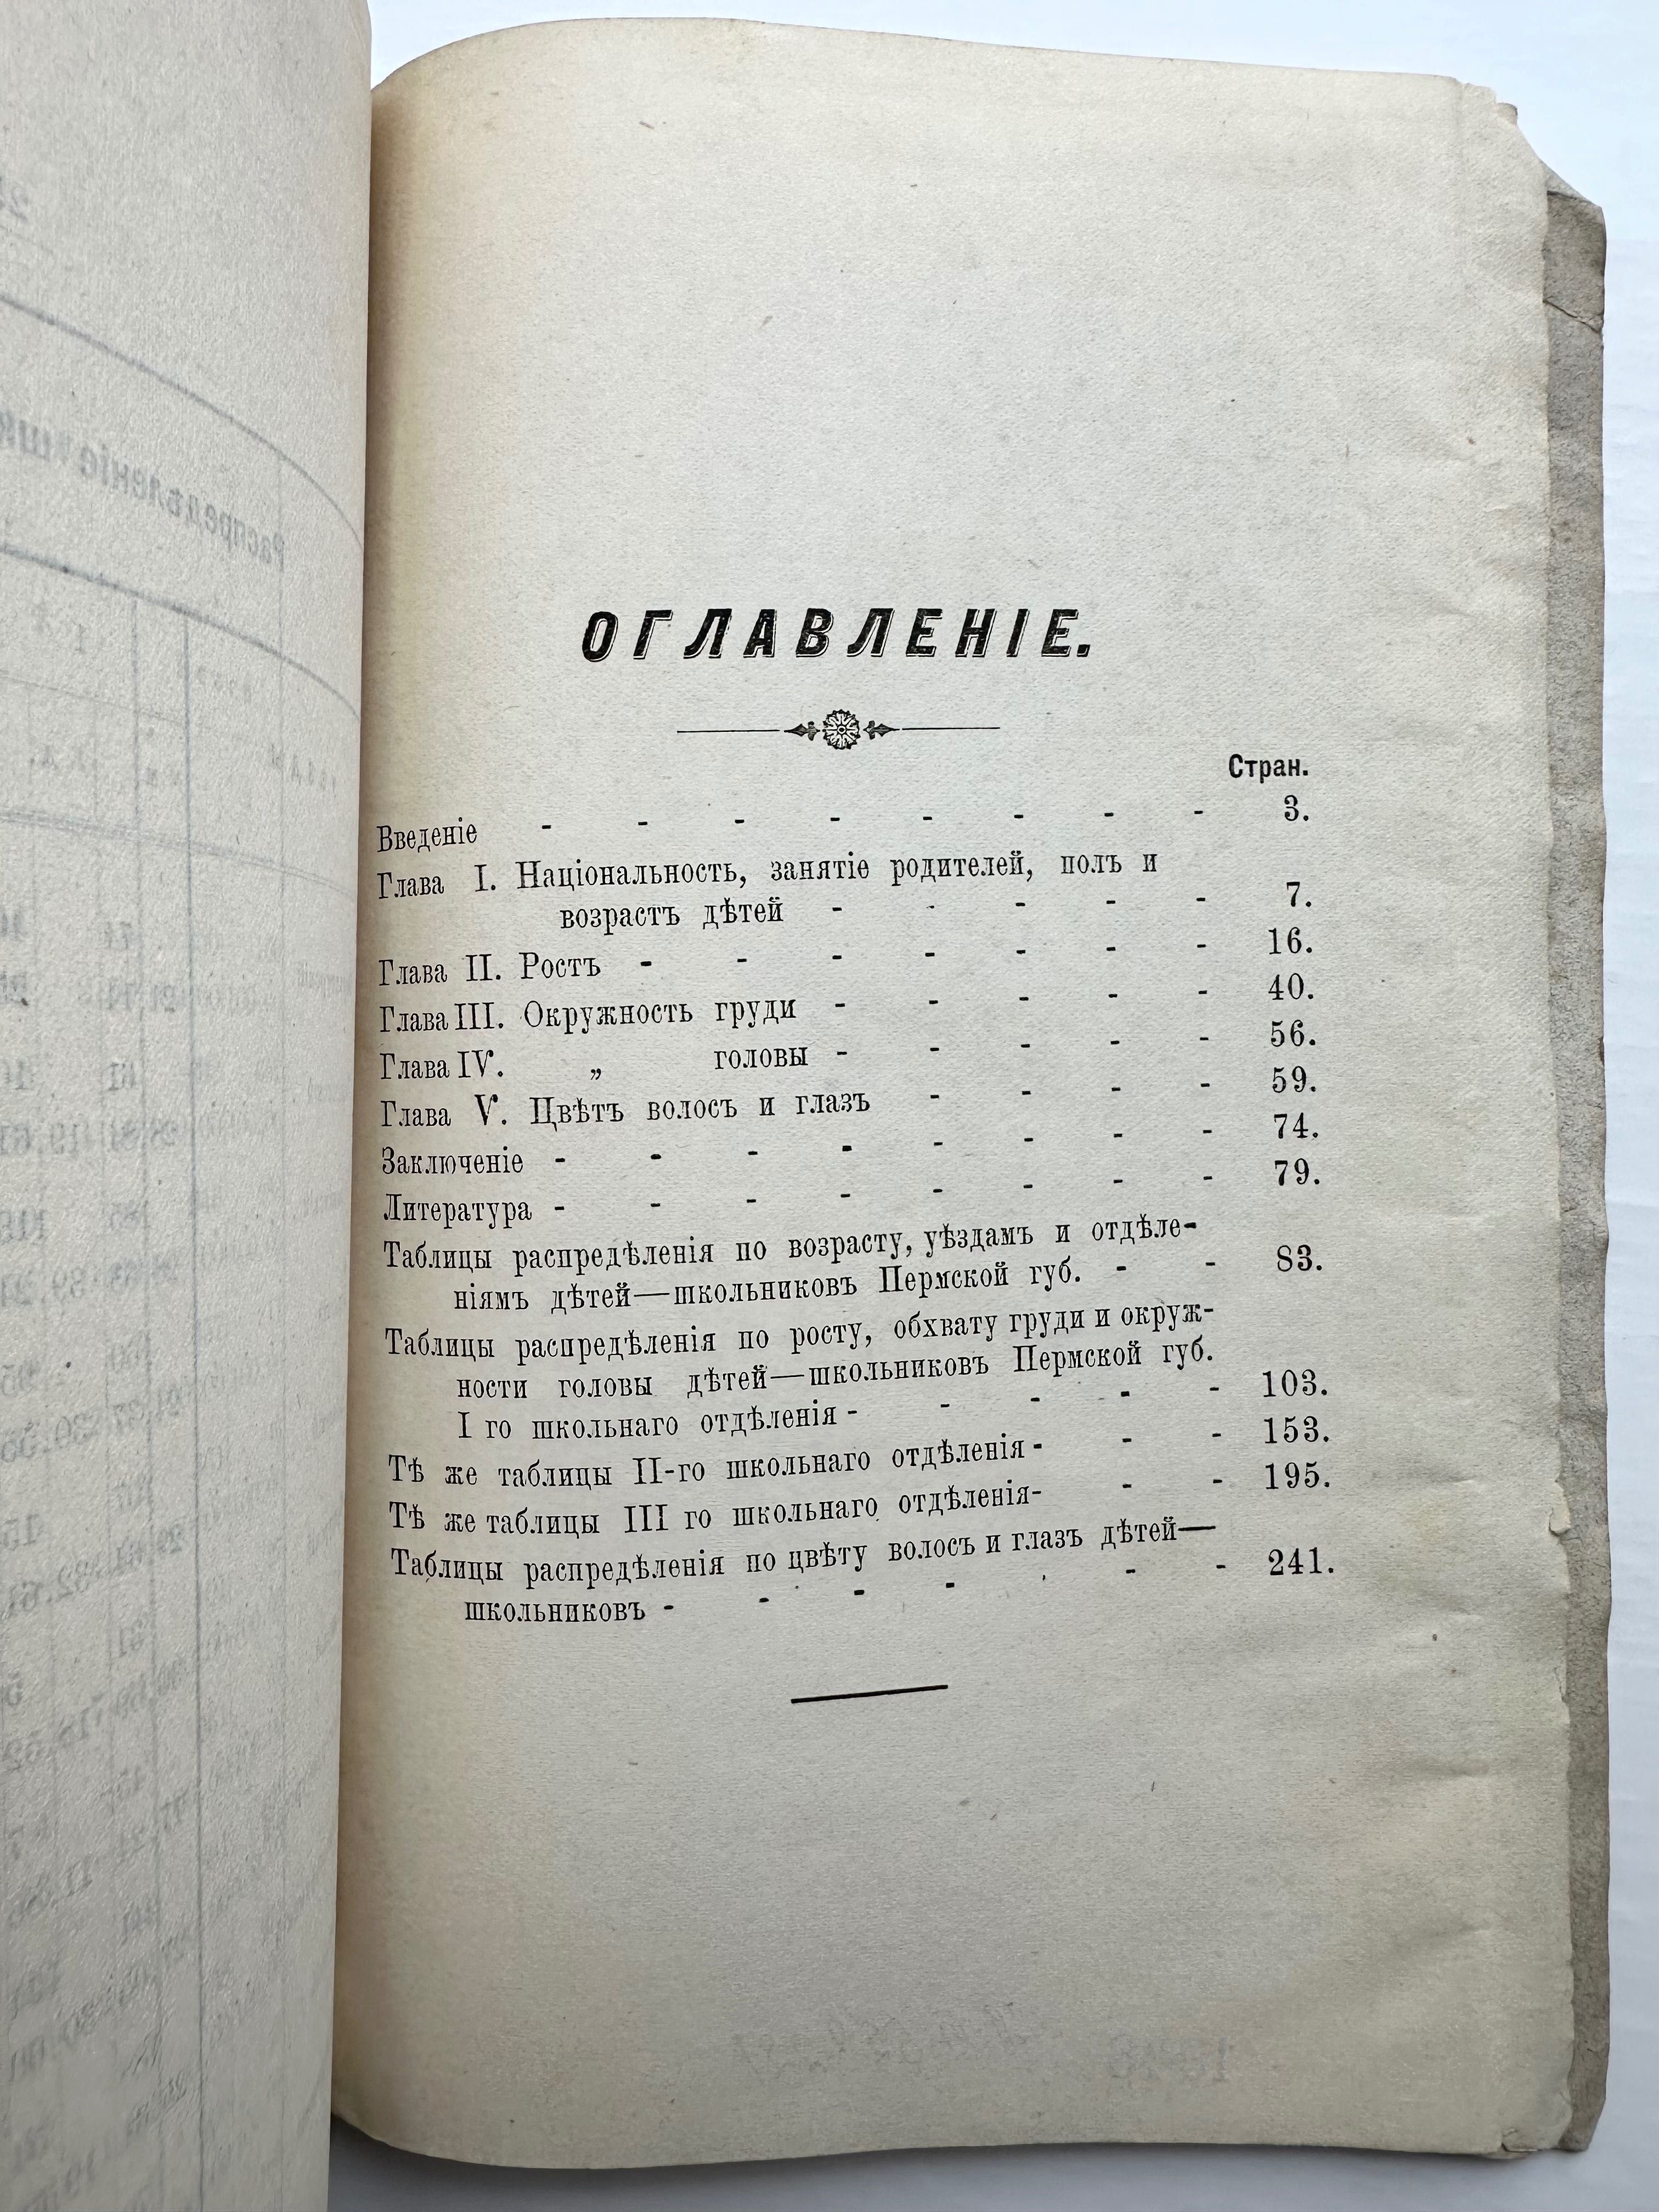 Распредѣленіе
ОГЛАВЛЕНІЕ.
Стран.
Введеніе - - - - - - - - 3.
Глава I. Національность, занятіе родителей, полъ и
возрастъ дѣтей - - - - - 7.
Глава II. Ростъ - - - - - - - 16.
Глава III. Окружность груди - - - - - 40.
Глава IV. „ головы - - - - - 56.
Глава V. Цвѣтъ волосъ и глазъ - - - - 59.
Заключеніе - - - - - - - - 74.
Литература - - - - - - - - 79.
Таблицы распредѣленія по возрасту, уѣздамъ и отдѣле-
ніямъ дѣтей—школьниковъ Пермской губ. - - 83.
Таблицы распредѣленія по росту, обхвату груди и окруж-
ности головы дѣтей—школьниковъ Пермской губ.
I го школьнаго отдѣленія - - - - - 103.
Тѣ же таблицы II-го школьнаго отдѣленія - - - 153.
Тѣ же таблицы III го школьнаго отдѣленія- - - 195.
Таблицы распредѣленія по цвѣту волосъ и глазъ дѣтей—
школьниковъ - - - - - - 241.